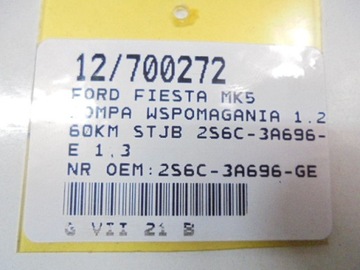 12/700272
FORD FIESTA MK5
POMPA WSPOMAGANIA 1.2
60KM STJB 2S6C-3A696-
E 1.3
NR OEM:2S6C-3A696-GE
G VII 21 B